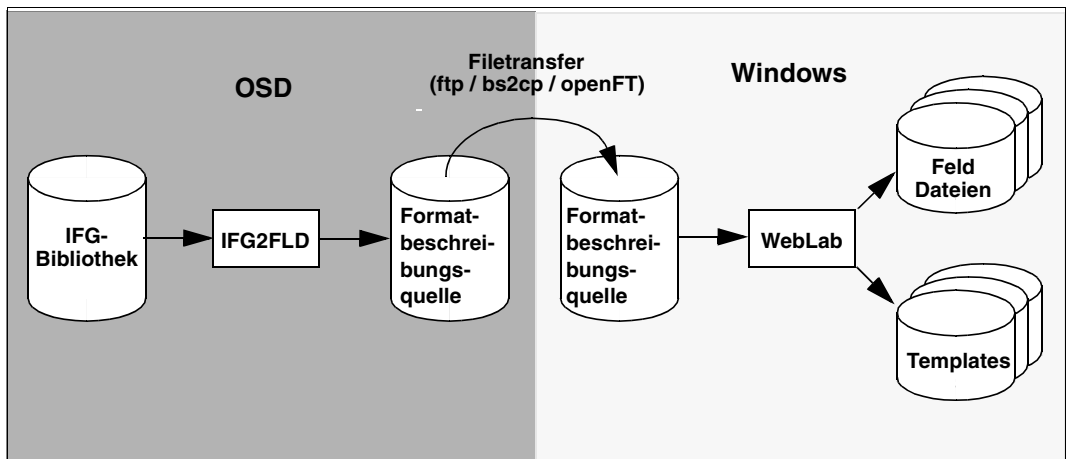 OSD
Filetransfer
(ftp / bs2cp / openFT)
Windows
IFG-
Bibliothek
IFG2FLD
Format-
beschrei-
bungs-
quelle
Format-
beschrei-
bungs-
quelle
WebLab
Feld
Dateien
Templates